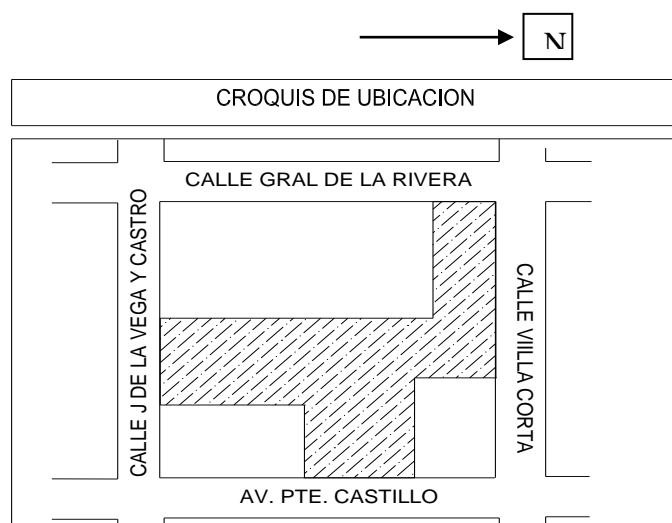 N
CROQUIS DE UBICACION
CALLE GRAL DE LA RIVERA
CALLE J DE LA VEGA Y CASTRO
CALLE VIILLA CORTA
AV. PTE. CASTILLO